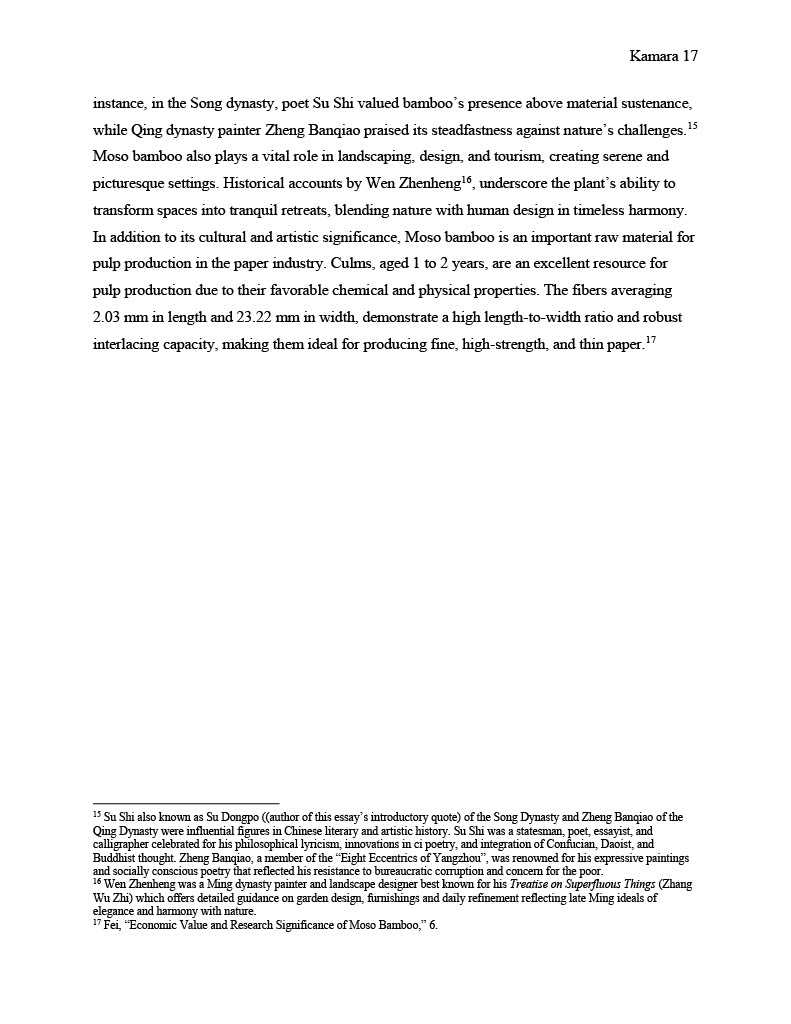 Kamara 17
instance, in the Song dynasty, poet Su Shi valued bamboo’s presence above material sustenance,
while Qing dynasty painter Zheng Banqiao praised its steadfastness against nature’s challenges.15
Moso bamboo also plays a vital role in landscaping, design, and tourism, creating serene and
picturesque settings. Historical accounts by Wen Zhenheng16, underscore the plant’s ability to
transform spaces into tranquil retreats, blending nature with human design in timeless harmony.
In addition to its cultural and artistic significance, Moso bamboo is an important raw material for
pulp production in the paper industry. Culms, aged 1 to 2 years, are an excellent resource for
pulp production due to their favorable chemical and physical properties. The fibers averaging
2.03 mm in length and 23.22 mm in width, demonstrate a high length-to-width ratio and robust
interlacing capacity, making them ideal for producing fine, high-strength, and thin paper.17
15 Su Shi also known as Su Dongpo ((author of this essay’s introductory quote) of the Song Dynasty and Zheng Banqiao of the
Qing Dynasty were influential figures in Chinese literary and artistic history. Su Shi was a statesman, poet, essayist, and
calligrapher celebrated for his philosophical lyricism, innovations in ci poetry, and integration of Confucian, Daoist, and
Buddhist thought. Zheng Banqiao, a member of the “Eight Eccentrics of Yangzhou”, was renowned for his expressive paintings
and socially conscious poetry that reflected his resistance to bureaucratic corruption and concern for the poor.
16 Wen Zhenheng was a Ming dynasty painter and landscape designer best known for his Treatise on Superfluous Things (Zhang
Wu Zhi) which offers detailed guidance on garden design, furnishings and daily refinement reflecting late Ming ideals of
elegance and harmony with nature.
17 Fei, “Economic Value and Research Significance of Moso Bamboo,” 6.